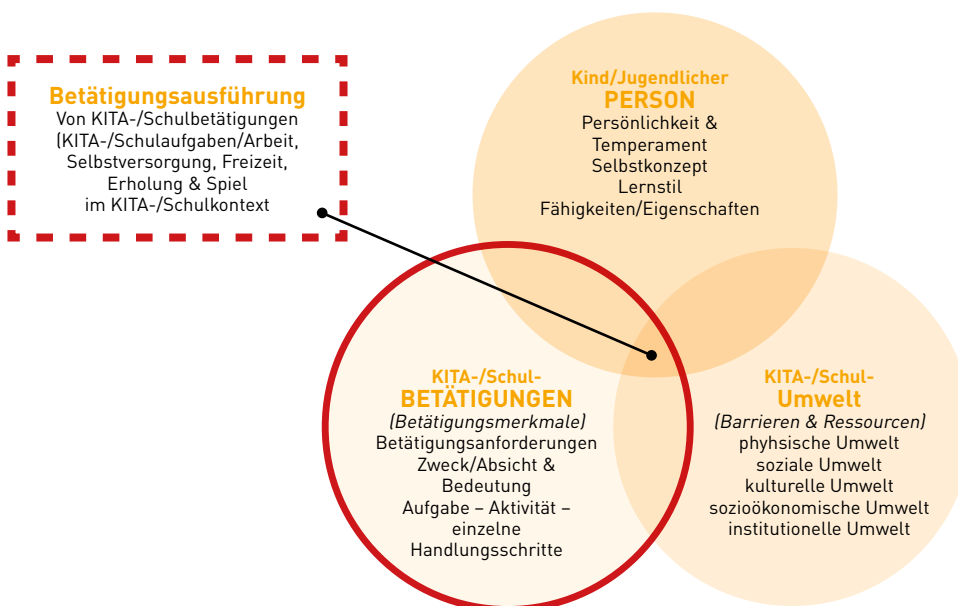 Betätigungsausführung
Von KITA-/Schulbetätigungen
(KITA-/Schulaufgaben/Arbeit,
Selbstversorgung, Freizeit,
Erholung & Spiel
im KITA-/Schulkontext
Kind/Jugendlicher
PERSON
Persönlichkeit &
Temperament
Selbstkonzept
Lernstil
Fähigkeiten/Eigenschaften
KITA-/Schul-
BETÄTIGUNGEN
(Betätigungsmerkmale)
Betätigungsanforderungen
Zweck/Absicht &
Bedeutung
Aufgabe – Aktivität –
einzelne
Handlungsschritte
KITA-/Schul-
Umwelt
(Barrieren & Ressourcen)
phyhsische Umwelt
soziale Umwelt
kulturelle Umwelt
sozioökonomische Umwelt
institutionelle Umwelt